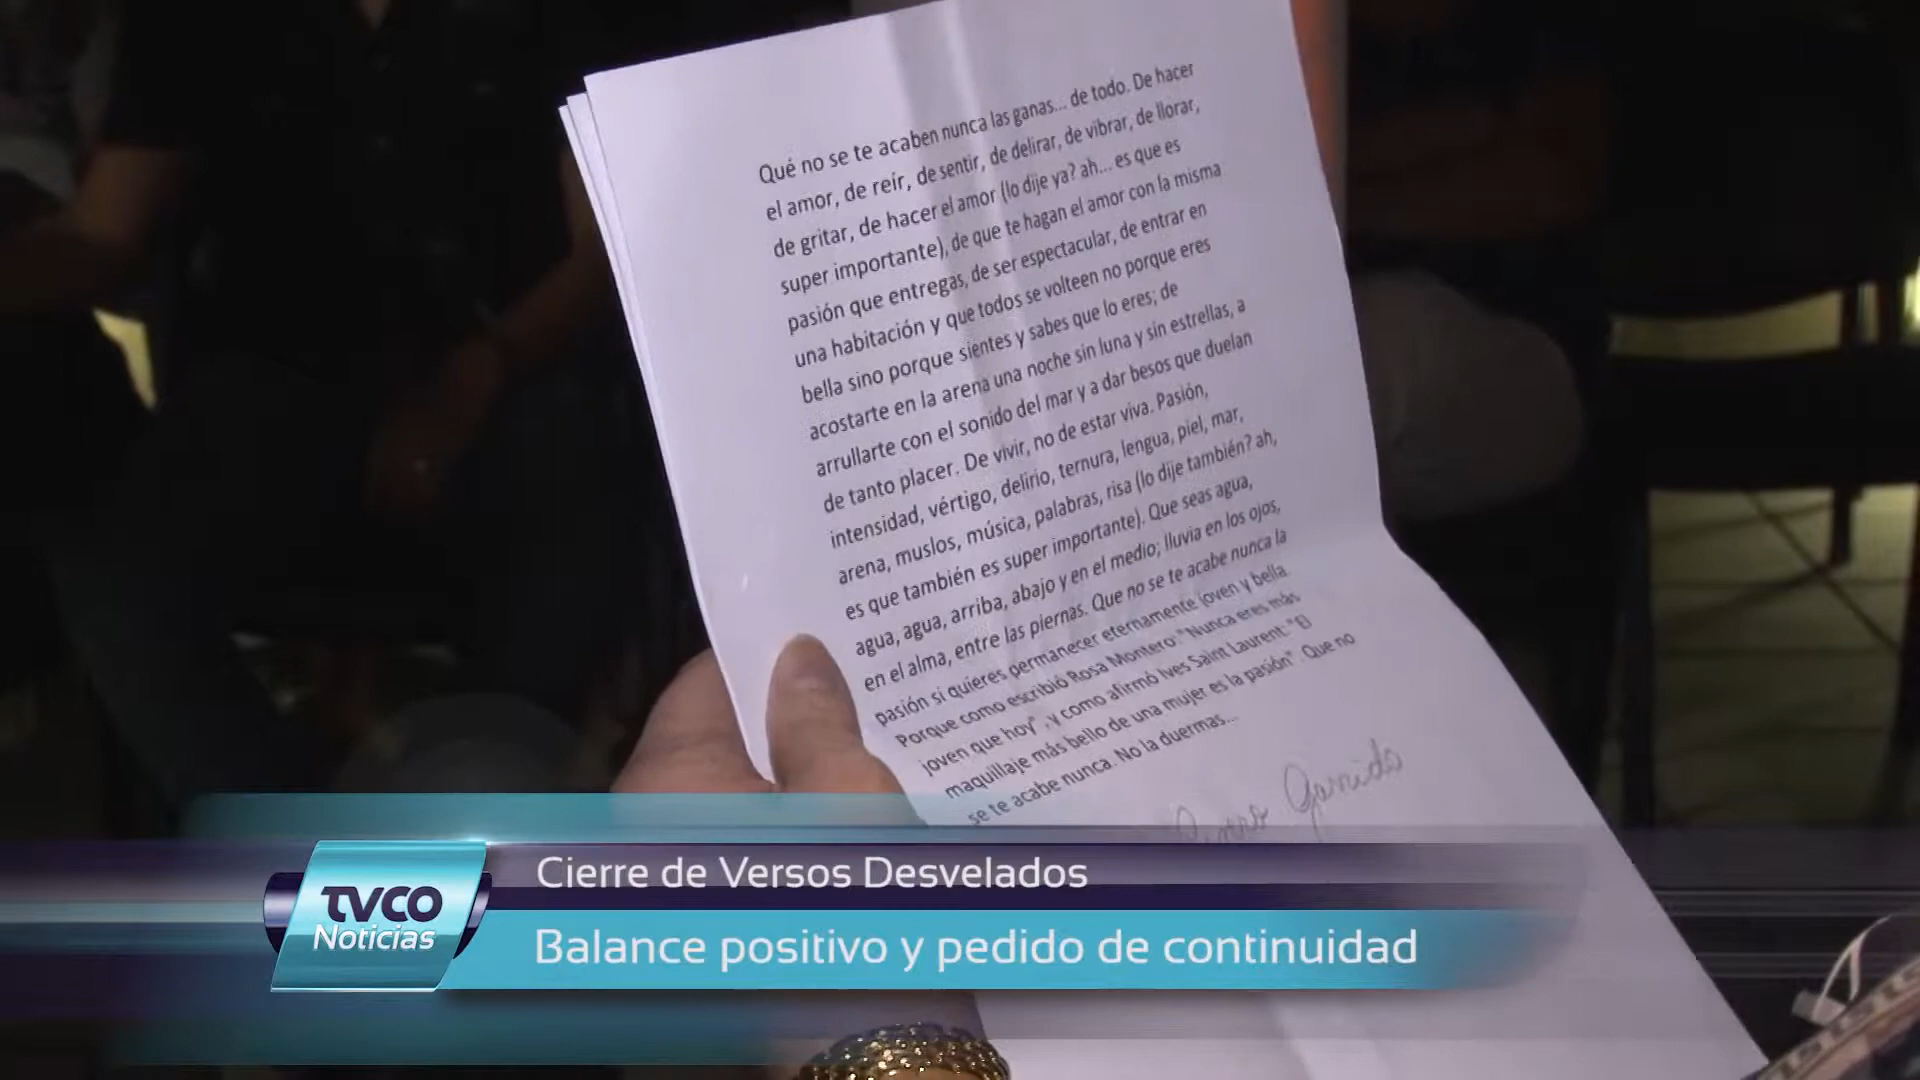 Qué no se te acaben nunca las ganas... de todo. De hacer
el amor, de reír, de sentir, de delirar, de vibrar, de llorar,
de gritar, de hacer el amor (lo dije ya? ah... es que es
super importante), de que te hagan el amor con la misma
pasión que entregas, de ser espectacular, de entrar en
una habitación y que todos se volteen no porque eres
bella sino porque sientes y sabes que lo eres; de
acostarte en la arena una noche sin luna y sin estrellas, a
arrullarte con el sonido del mar y a dar besos que duelan
de tanto placer. De vivir, no de estar viva. Pasión,
intensidad, vértigo, delirio, ternura, lengua, piel, mar,
arena, muslos, música, palabras, risa (lo dije también? ah,
es que también es super importante). Que seas agua,
agua, agua, arriba, abajo y en el medio; lluvia en los ojos,
en el alma, entre las piernas. Que no se te acabe nunca la
pasión si quieres permanecer eternamente joven y bella.
Porque como escribió Rosa Montero: "Nunca eres más
joven que hoy" ,y como afirmó Ives Saint Laurent: "El
maquillaje más bello de una mujer es la pasión". Que no
se te acabe nunca. No la duermas...
Garrido
Cierre de Versos Desvelados
TVCO
Noticias
Balance positivo y pedido de continuidad